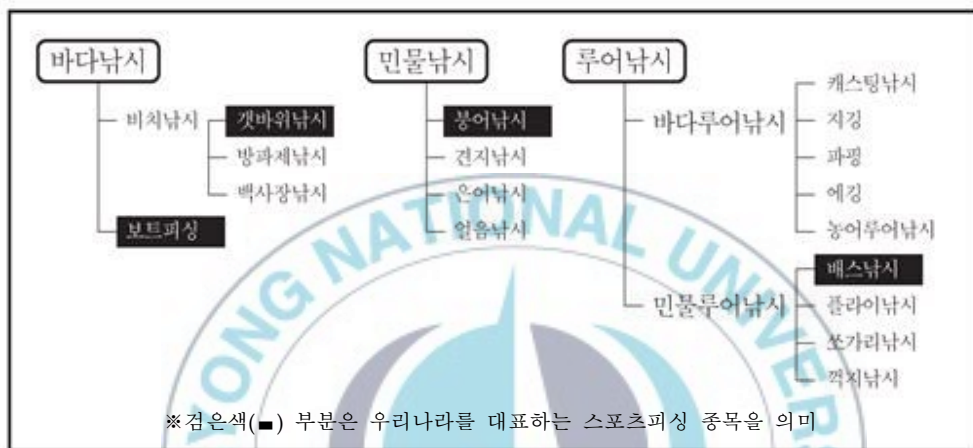 바다낚시
비치낚시
갯바위낚시
방파제낚시
백사장낚시
보트피싱
민물낚시
붕어낚시
견지낚시
은어낚시
얼음낚시
루어낚시
바다루어낚시
캐스팅낚시
지깅
파핑
에깅
농어루어낚시
민물루어낚시
배스낚시
플라이낚시
쏘가리낚시
꺽지낚시
YONG NATIONAL UNIVERS
※검은색(▬) 부분은 우리나라를 대표하는 스포츠피싱 종목을 의미